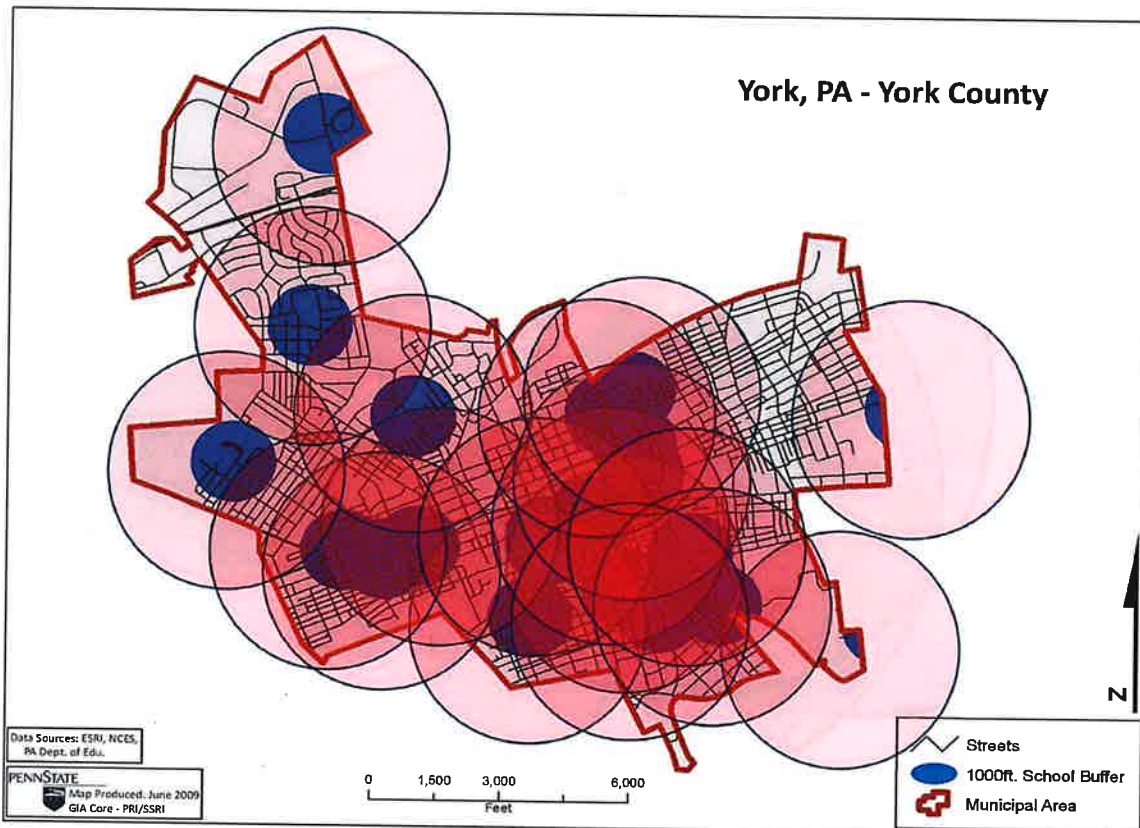 York, PA - York County
Data Sources: ESRI, NCES,
PA Dept. of Edu.
PENNSTATE
Map Produced. June 2009
GIA Core - PRI/SSRI
0 1,500 3,000 6,000
Feet
N
Streets
1000ft. School Buffer
Municipal Area